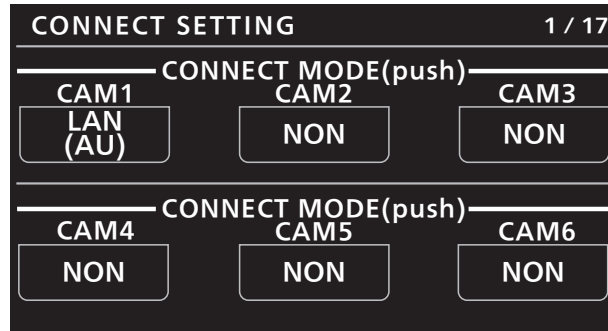 CONNECT SETTING 1 / 17
CONNECT MODE(push)
CAM1 CAM2 CAM3
LAN
(AU) NON NON
CONNECT MODE(push)
CAM4 CAM5 CAM6
NON NON NON